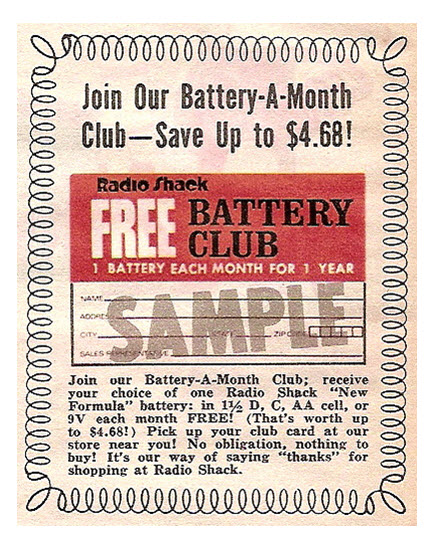 Join Our Battery-A-Month
Club—Save Up to $4.68!
Radio Shack
FREE BATTERY
CLUB
1 BATTERY EACH MONTH FOR 1 YEAR
NAME
ADDRESS
CITY STATE ZIP CODE
SALES REPRESENTATIVE
SAMPLE
Join our Battery-A-Month Club; receive
your choice of one Radio Shack "New
Formula" battery: in 1½ D, C, AA cell, or
9V each month FREE! (That's worth up
to $4.68!) Pick up your club card at our
store near you! No obligation, nothing to
buy! It's our way of saying "thanks" for
shopping at Radio Shack.